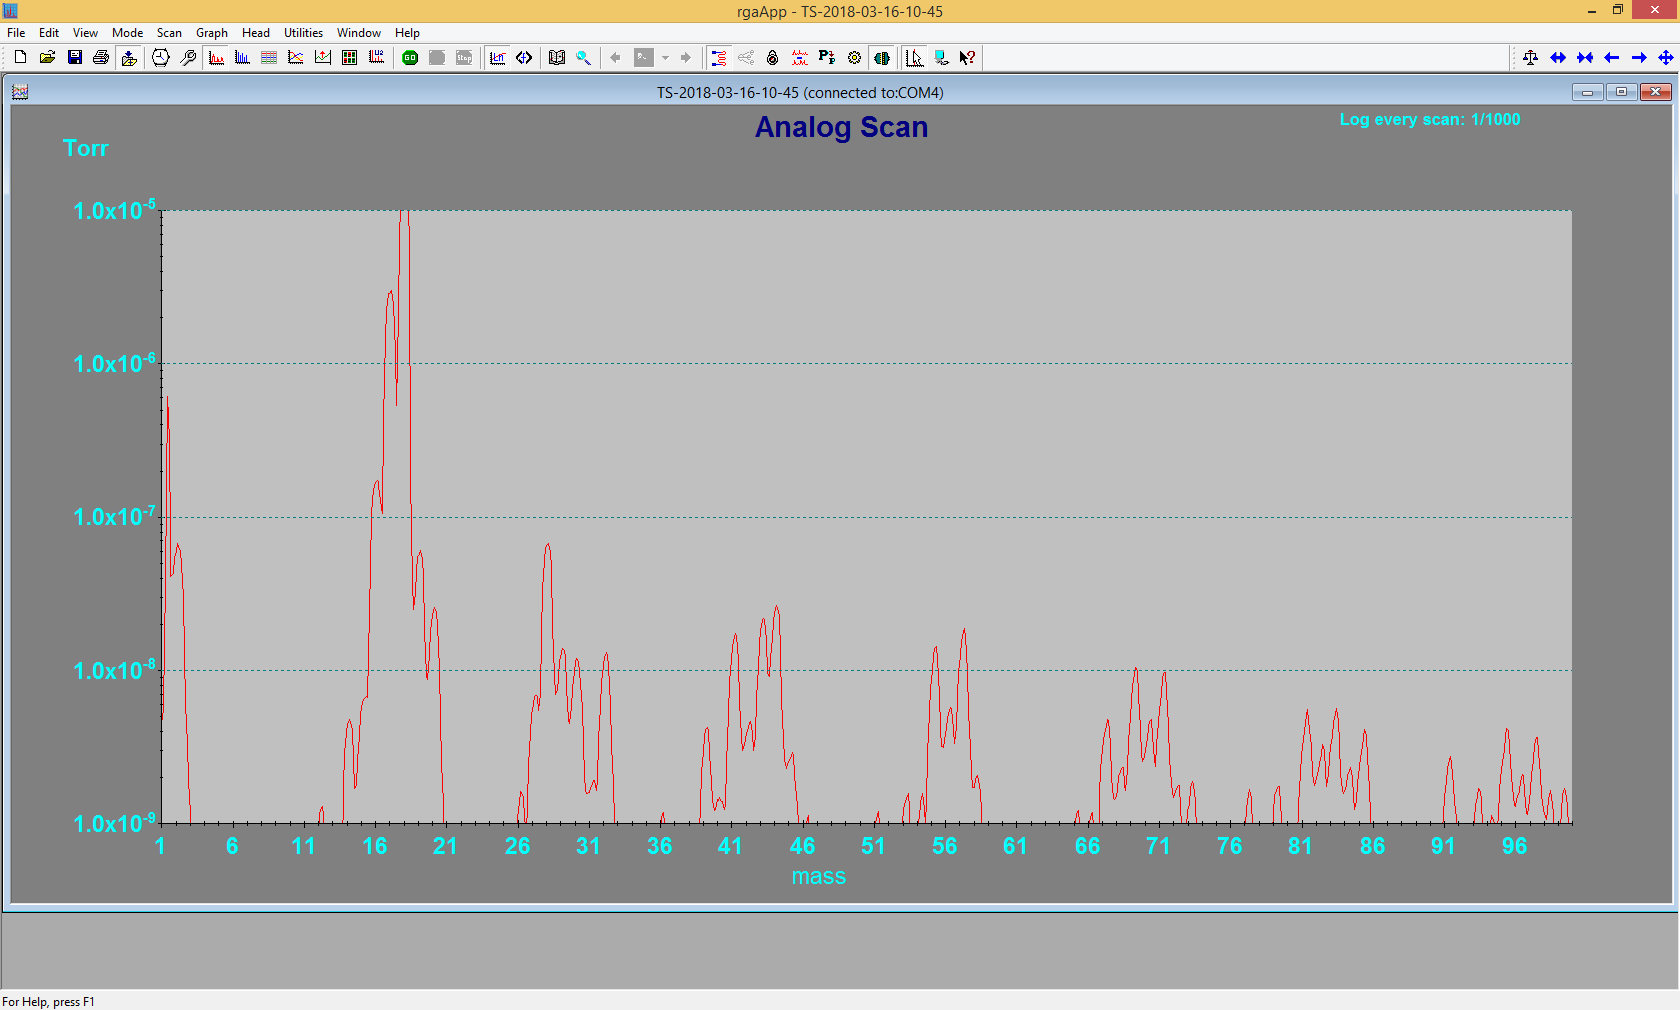 rgaApp - TS-2018-03-16-10-45
File Edit View Mode Scan Graph Head Utilities Window Help
GO Stop
TS-2018-03-16-10-45 (connected to:COM4)
Analog Scan
Log every scan: 1/1000
Torr
1.0x10-5
1.0x10-6
1.0x10-7
1.0x10-8
1.0x10-9
1 6 11 16 21 26 31 36 41 46 51 56 61 66 71 76 81 86 91 96
mass
For Help, press F1